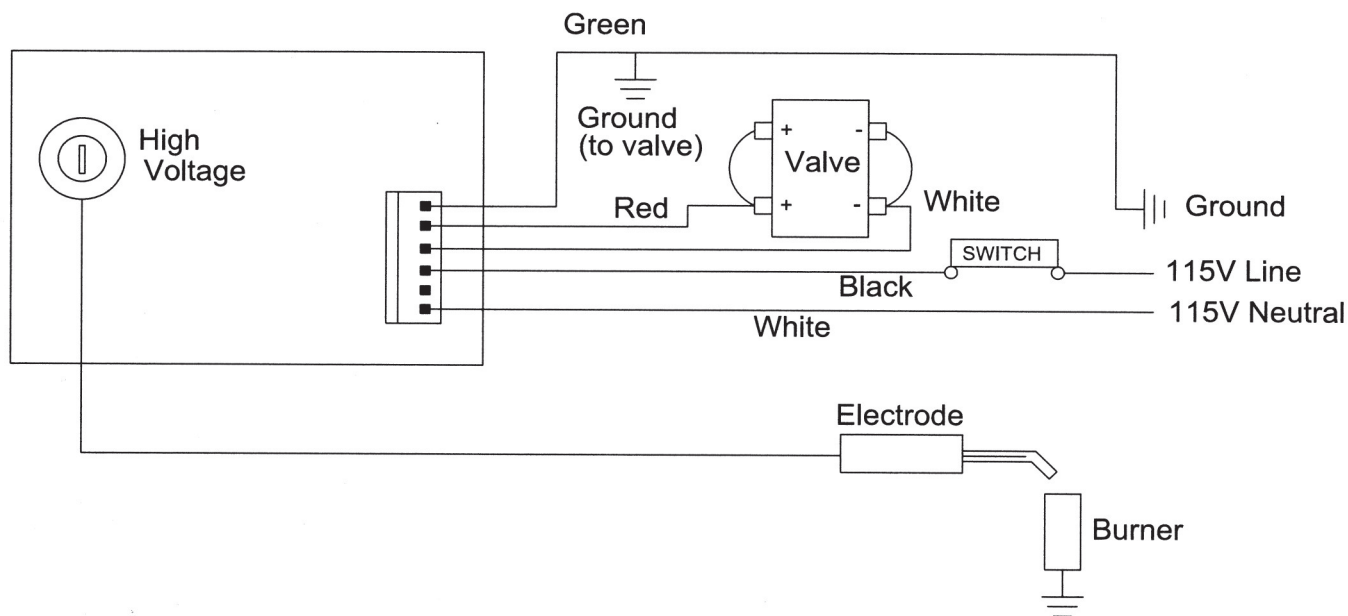 Green
High
Voltage
Ground
(to valve)
+ -
Valve
+ -
Red
White
Ground
SWITCH
115V Line
Black
115V Neutral
White
Electrode
Burner